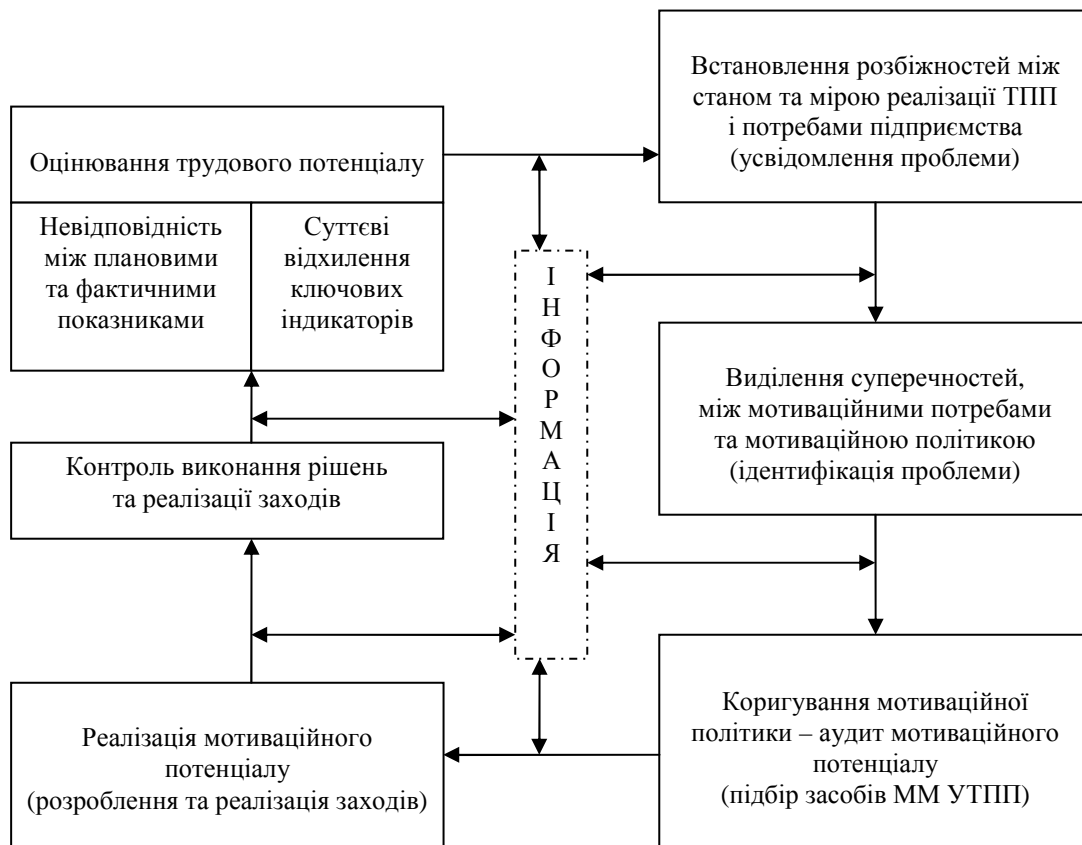 Оцінювання трудового потенціалу
Невідповідність
між плановими
та фактичними
показниками
Суттєві
відхилення
ключових
індикаторів
Встановлення розбіжностей між
станом та мірою реалізації ТПП
і потребами підприємства
(усвідомлення проблеми)
І
Н
Ф
О
Р
М
А
Ц
І
Я
Виділення суперечностей,
між мотиваційними потребами
та мотиваційною політикою
(ідентифікація проблеми)
Контроль виконання рішень
та реалізації заходів
Реалізація мотиваційного
потенціалу
(розроблення та реалізація заходів)
Коригування мотиваційної
політики – аудит мотиваційного
потенціалу
(підбір засобів ММ УТПП)